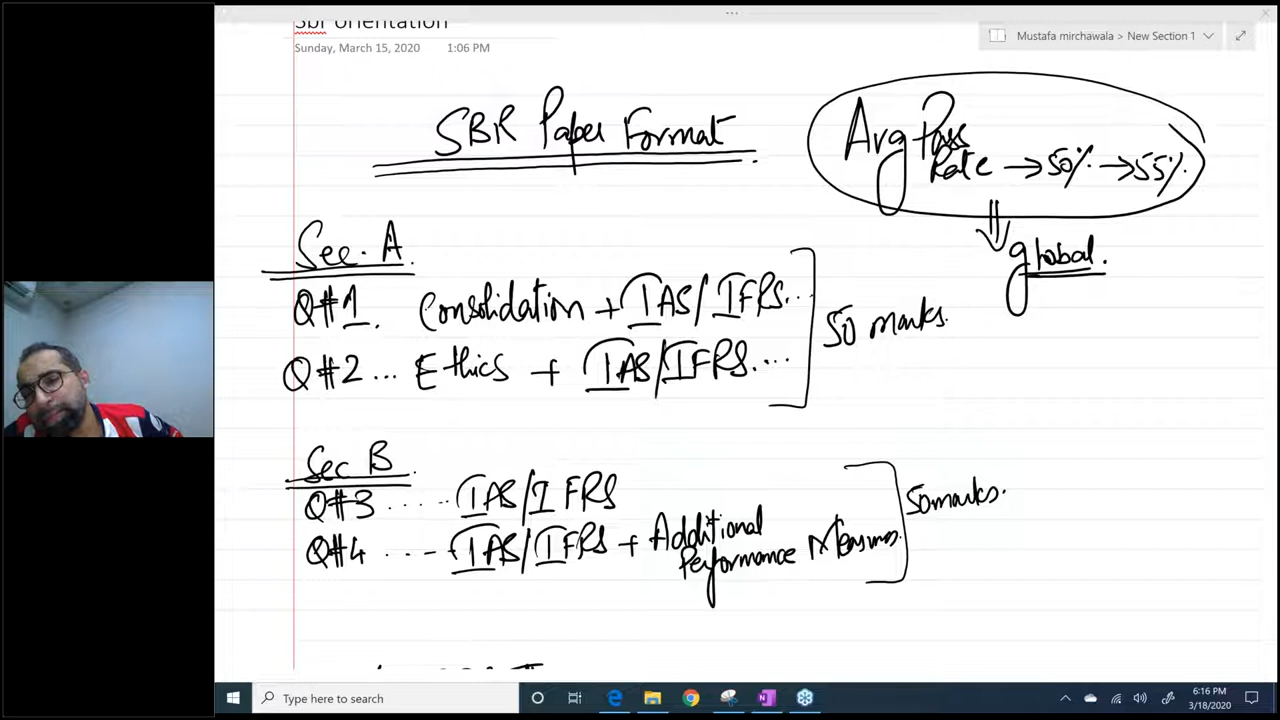 Sbr orientation
Sunday, March 15, 2020 1:06 PM
Mustafa mirchawala > New Section 1
SBR Paper Format
Avg Pass
Rate → 50% → 55%
global.
Sec. A
Q#1. Consolidation + IAS/IFRS...
Q#2 ... Ethics + IAS/IFRS...
50 marks.
Sec B
Q#3 ..... IAS/IFRS
Q#4 ... - IAS/IFRS + Additional
Performance Measures.
50 marks.
Type here to search
6:16 PM
3/18/2020